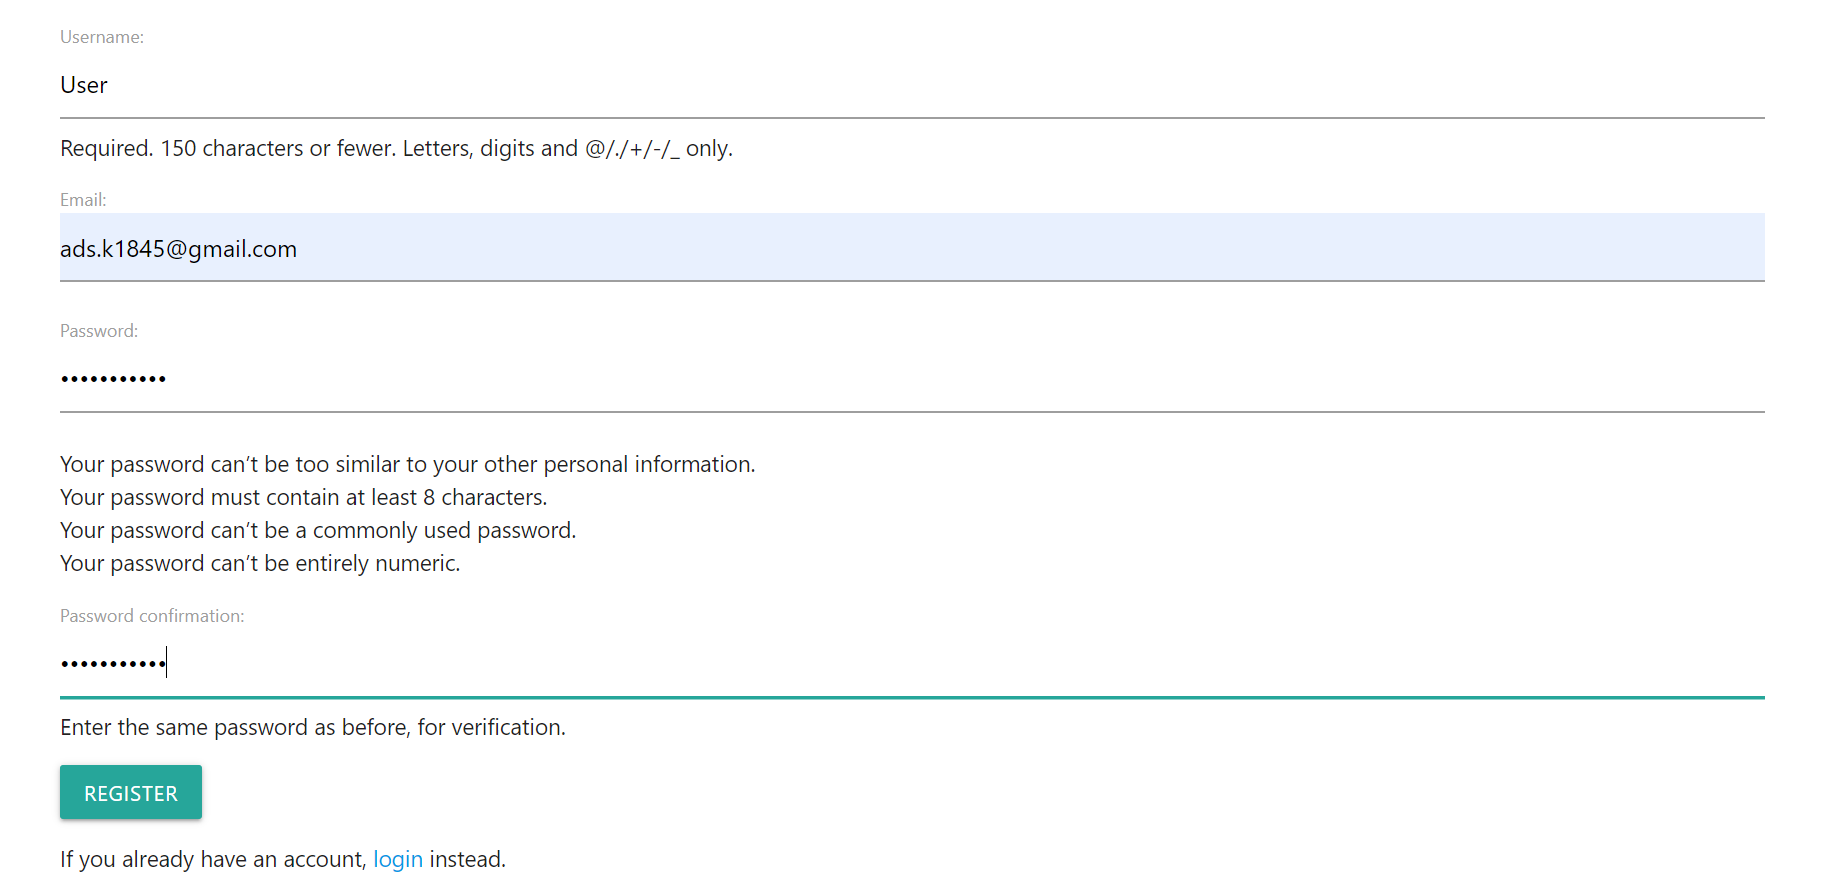 Username:
User
Required. 150 characters or fewer. Letters, digits and @/./+/-/_ only.
Email:
ads.k1845@gmail.com
Password:
•••••••••••
Your password can’t be too similar to your other personal information.
Your password must contain at least 8 characters.
Your password can’t be a commonly used password.
Your password can’t be entirely numeric.
Password confirmation:
•••••••••••
Enter the same password as before, for verification.
REGISTER
If you already have an account, login instead.